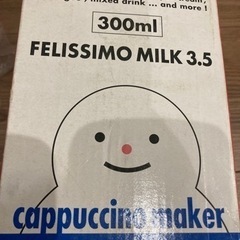 , mixed drink ... and more !
300ml
FELISSIMO MILK 3.5
cappuccino maker